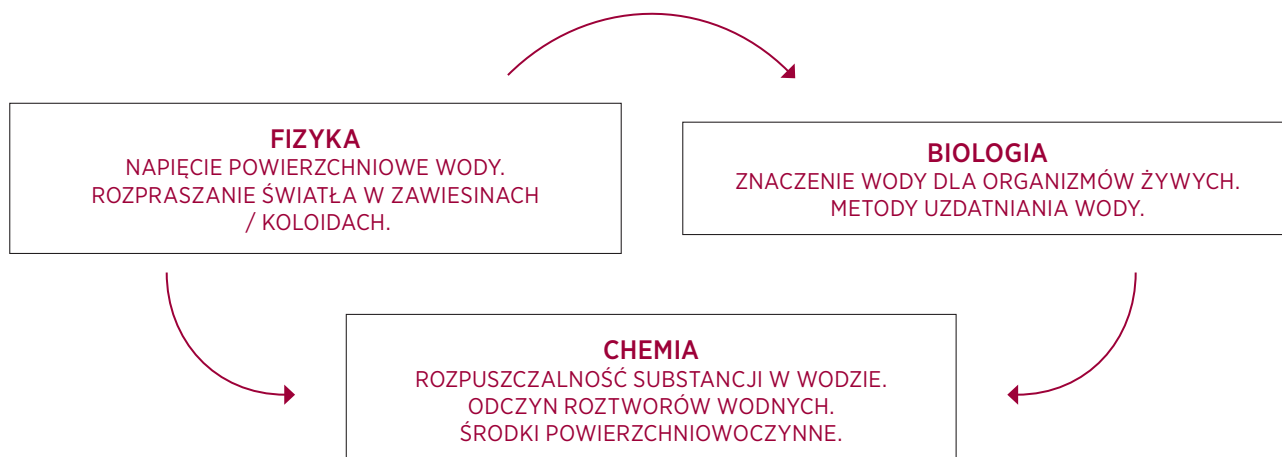 FIZYKA
NAPIĘCIE POWIERZCHNIOWE WODY.
ROZPRASZANIE ŚWIATŁA W ZAWIESINACH
/ KOLOIDACH.
BIOLOGIA
ZNACZENIE WODY DLA ORGANIZMÓW ŻYWYCH.
METODY UZDATNIANIA WODY.
CHEMIA
ROZPUSZCZALNOŚĆ SUBSTANCJI W WODZIE.
ODCZYN ROZTWORÓW WODNYCH.
ŚRODKI POWIERZCHNIOWOCZYNNE.